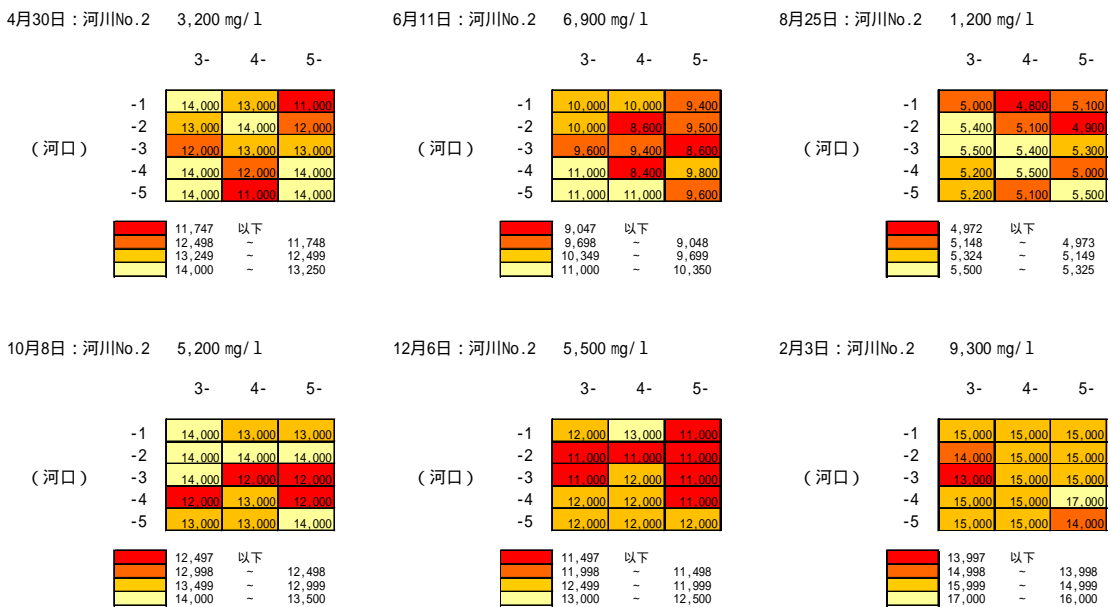 4月30日：河川No.2 3,200 mg/l
3- 4- 5-
-1 14,000 13,000 11,000
-2 13,000 14,000 12,000
(河口) -3 12,000 13,000 13,000
-4 14,000 12,000 14,000
-5 14,000 11,000 14,000
11,747 以下
12,498 ~ 11,748
13,249 ~ 12,499
14,000 ~ 13,250
6月11日：河川No.2 6,900 mg/l
3- 4- 5-
-1 10,000 10,000 9,400
-2 10,000 8,600 9,500
(河口) -3 9,600 9,400 8,600
-4 11,000 8,400 9,800
-5 11,000 11,000 9,600
9,047 以下
9,698 ~ 9,048
10,349 ~ 9,699
11,000 ~ 10,350
8月25日：河川No.2 1,200 mg/l
3- 4- 5-
-1 5,000 4,800 5,100
-2 5,400 5,100 4,900
(河口) -3 5,500 5,400 5,300
-4 5,200 5,500 5,000
-5 5,200 5,100 5,500
4,972 以下
5,148 ~ 4,973
5,324 ~ 5,149
5,500 ~ 5,325
10月8日：河川No.2 5,200 mg/l
3- 4- 5-
-1 14,000 13,000 13,000
-2 14,000 14,000 14,000
(河口) -3 14,000 12,000 12,000
-4 12,000 13,000 12,000
-5 13,000 13,000 14,000
12,497 以下
12,998 ~ 12,498
13,499 ~ 12,999
14,000 ~ 13,500
12月6日：河川No.2 5,500 mg/l
3- 4- 5-
-1 12,000 13,000 11,000
-2 11,000 11,000 11,000
(河口) -3 11,000 12,000 11,000
-4 12,000 12,000 11,000
-5 12,000 12,000 12,000
11,497 以下
11,998 ~ 11,498
12,499 ~ 11,999
13,000 ~ 12,500
2月3日：河川No.2 9,300 mg/l
3- 4- 5-
-1 15,000 15,000 15,000
-2 14,000 15,000 15,000
(河口) -3 13,000 15,000 15,000
-4 15,000 15,000 17,000
-5 15,000 15,000 14,000
13,997 以下
14,998 ~ 13,998
15,999 ~ 14,999
17,000 ~ 16,000